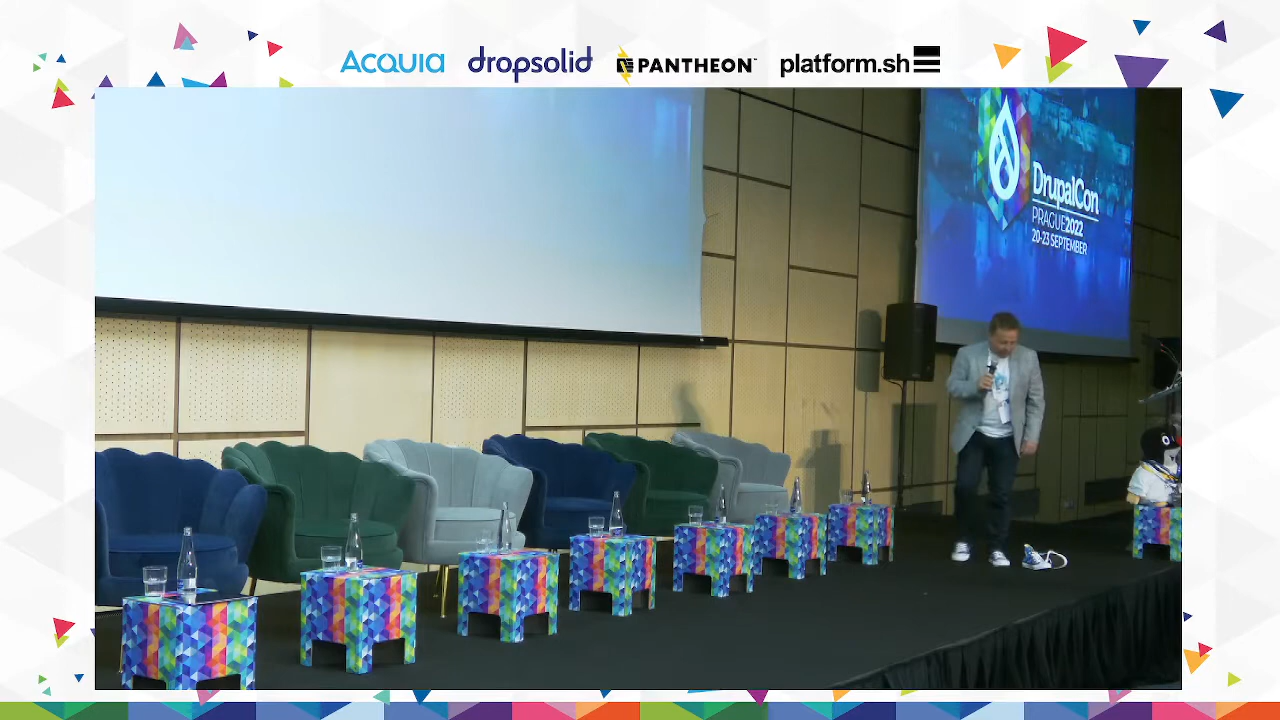 ACQUIA dropsolid PANTHEON platform.sh
DrupalCon
PRAGUE2022
20-23 SEPTEMBER